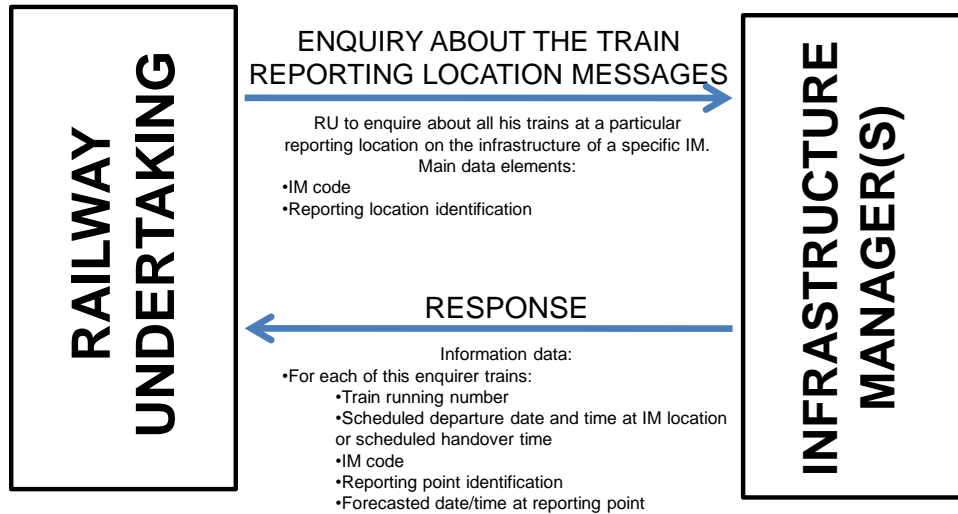 RAILWAY
UNDERTAKING
ENQUIRY ABOUT THE TRAIN
REPORTING LOCATION MESSAGES
RU to enquire about all his trains at a particular
reporting location on the infrastructure of a specific IM.
Main data elements:
•IM code
•Reporting location identification
RESPONSE
Information data:
•For each of this enquirer trains:
•Train running number
•Scheduled departure date and time at IM location
or scheduled handover time
•IM code
•Reporting point identification
•Forecasted date/time at reporting point
INFRASTRUCTURE
MANAGER(S)